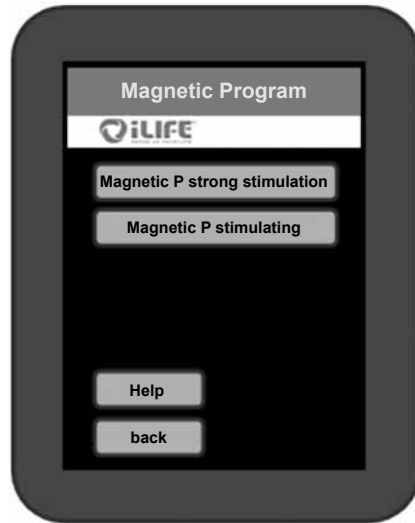 Magnetic Program
iLIFE
Magnetic P strong stimulation
Magnetic P stimulating
Help
back